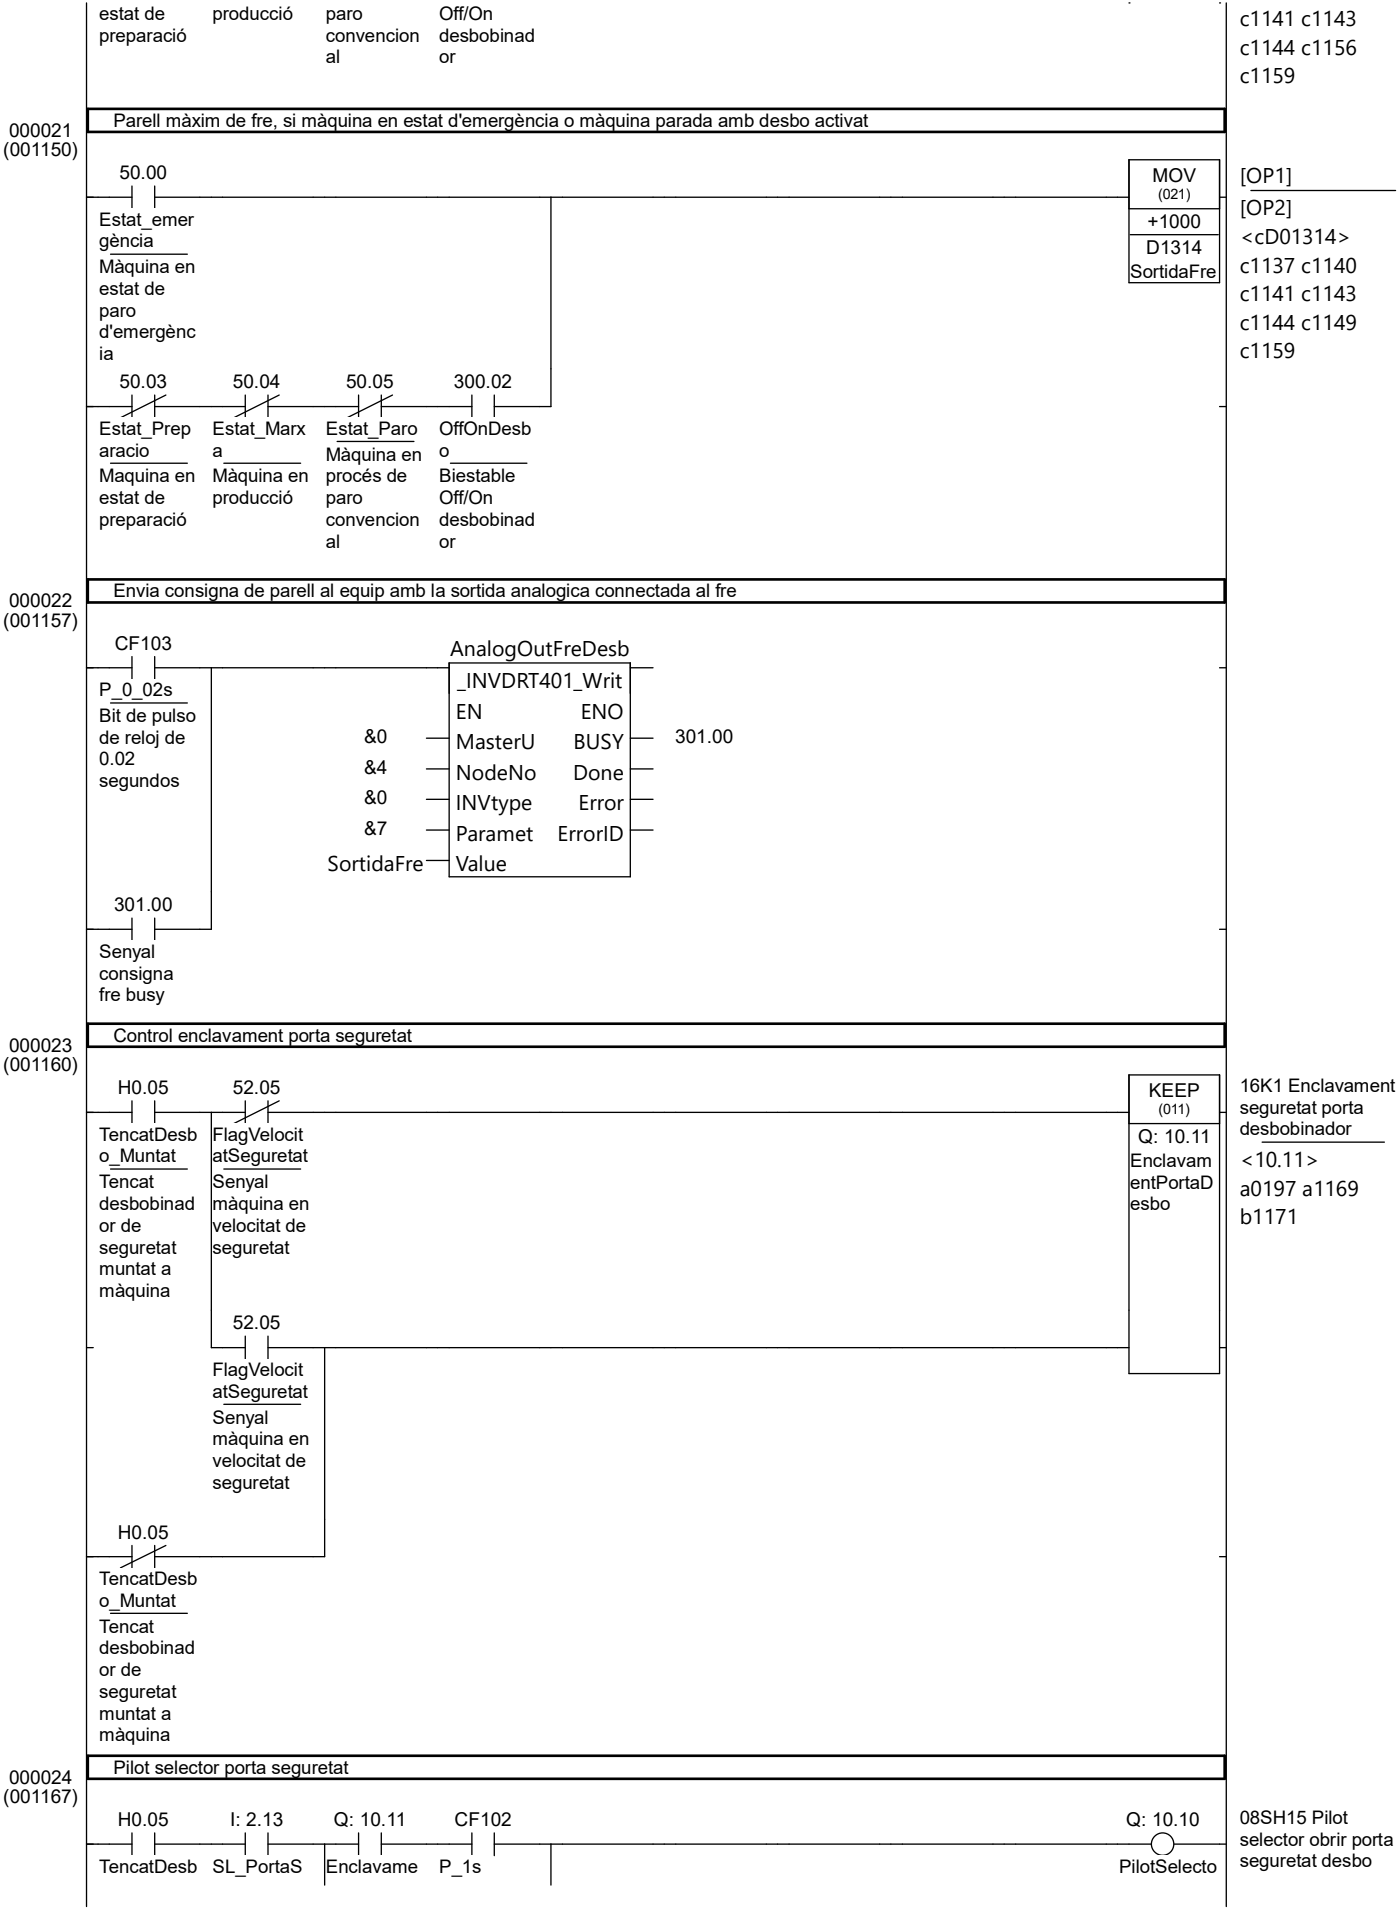 estat de preparació
producció
paro convencion al
Off/On desbobinad or
c1141 c1143
c1144 c1156
c1159
000021
(001150)
Parell màxim de fre, si màquina en estat d'emergència o màquina parada amb desbo activat
50.00
Estat_emer
gència
Màquina en
estat de
paro
d'emergènc
ia
MOV
(021)
+1000
D1314
SortidaFre
[OP1]
[OP2]
<cD01314>
c1137 c1140
c1141 c1143
c1144 c1149
c1159
50.03
Estat_Prep
aracio
Maquina en
estat de
preparació
50.04
Estat_Marx
a
Màquina en
producció
50.05
Estat_Paro
Màquina en
procés de
paro
convencion
al
300.02
OffOnDesb
o
Biestable
Off/On
desbobinad
or
000022
(001157)
Envia consigna de parell al equip amb la sortida analogica connectada al fre
CF103
P_0_02s
Bit de pulso
de reloj de
0.02
segundos
AnalogOutFreDesb
_INVDRT401_Writ
EN ENO
&0 MasterU BUSY 301.00
&4 NodeNo Done
&0 INVtype Error
&7 Paramet ErrorID
SortidaFre Value
301.00
Senyal
consigna
fre busy
000023
(001160)
Control enclavament porta seguretat
H0.05
TencatDesb
o_Muntat
Tencat
desbobinad
or de
seguretat
muntat a
màquina
52.05
FlagVelocit
atSeguretat
Senyal
màquina en
velocitat de
seguretat
KEEP
(011)
Q: 10.11
Enclavam
entPortaD
esbo
16K1 Enclavament
seguretat porta
desbobinador
<10.11>
a0197 a1169
b1171
52.05
FlagVelocit
atSeguretat
Senyal
màquina en
velocitat de
seguretat
H0.05
TencatDesb
o_Muntat
Tencat
desbobinad
or de
seguretat
muntat a
màquina
000024
(001167)
Pilot selector porta seguretat
H0.05
TencatDesb
I: 2.13
SL_PortaS
Q: 10.11
Enclavame
CF102
P_1s
Q: 10.10
PilotSelecto
08SH15 Pilot
selector obrir porta
seguretat desbo